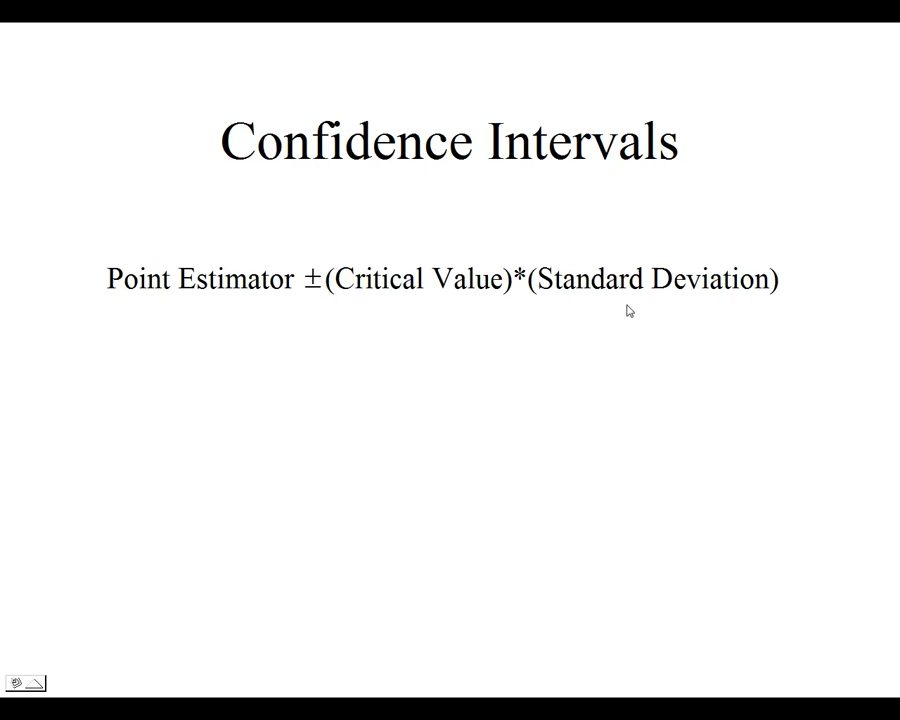 Confidence Intervals
Point Estimator ±(Critical Value)*(Standard Deviation)